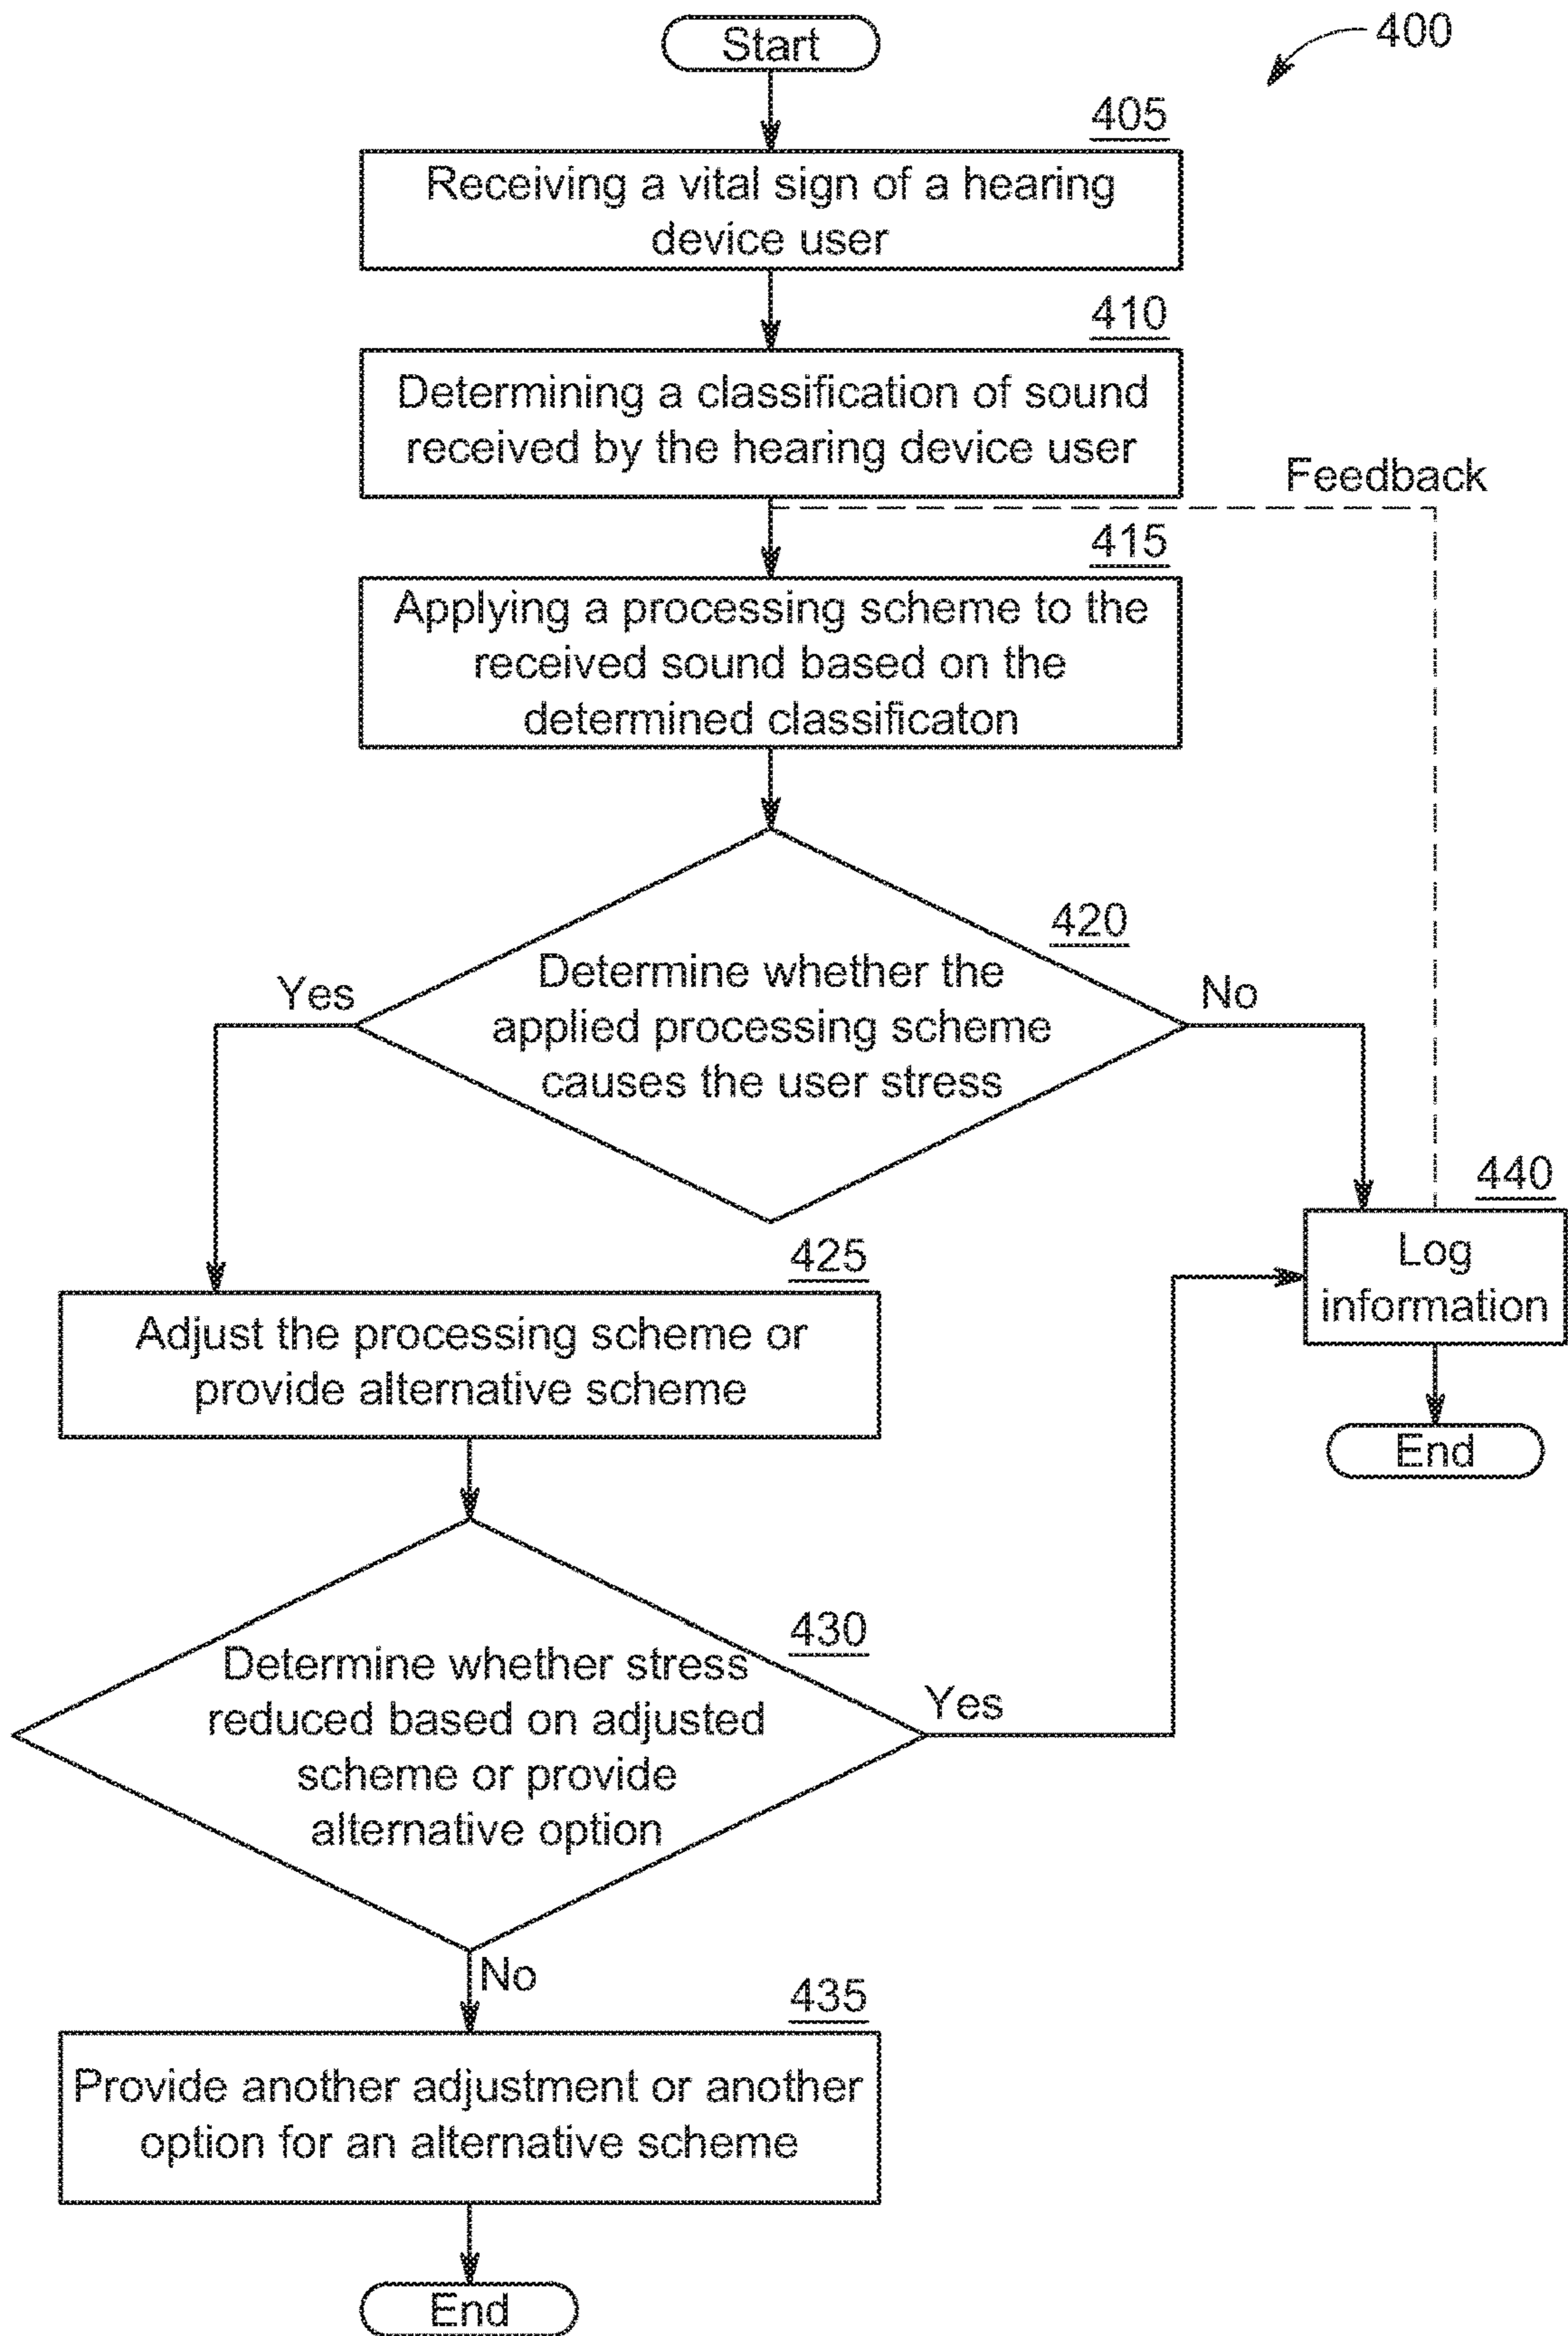 Start
400
405
Receiving a vital sign of a hearing
device user
410
Determining a classification of sound
received by the hearing device user
Feedback
415
Applying a processing scheme to the
received sound based on the
determined classificaton
420
Determine whether the
applied processing scheme
causes the user stress
Yes
No
440
Log
information
End
425
Adjust the processing scheme or
provide alternative scheme
430
Determine whether stress
reduced based on adjusted
scheme or provide
alternative option
Yes
No
435
Provide another adjustment or another
option for an alternative scheme
End